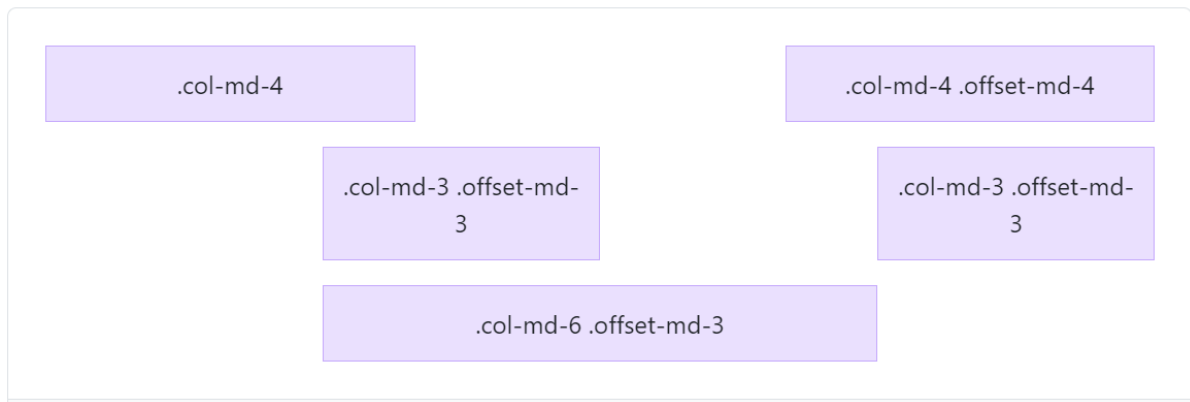 .col-md-4
.col-md-4 .offset-md-4
.col-md-3 .offset-md-
3
.col-md-3 .offset-md-
3
.col-md-6 .offset-md-3